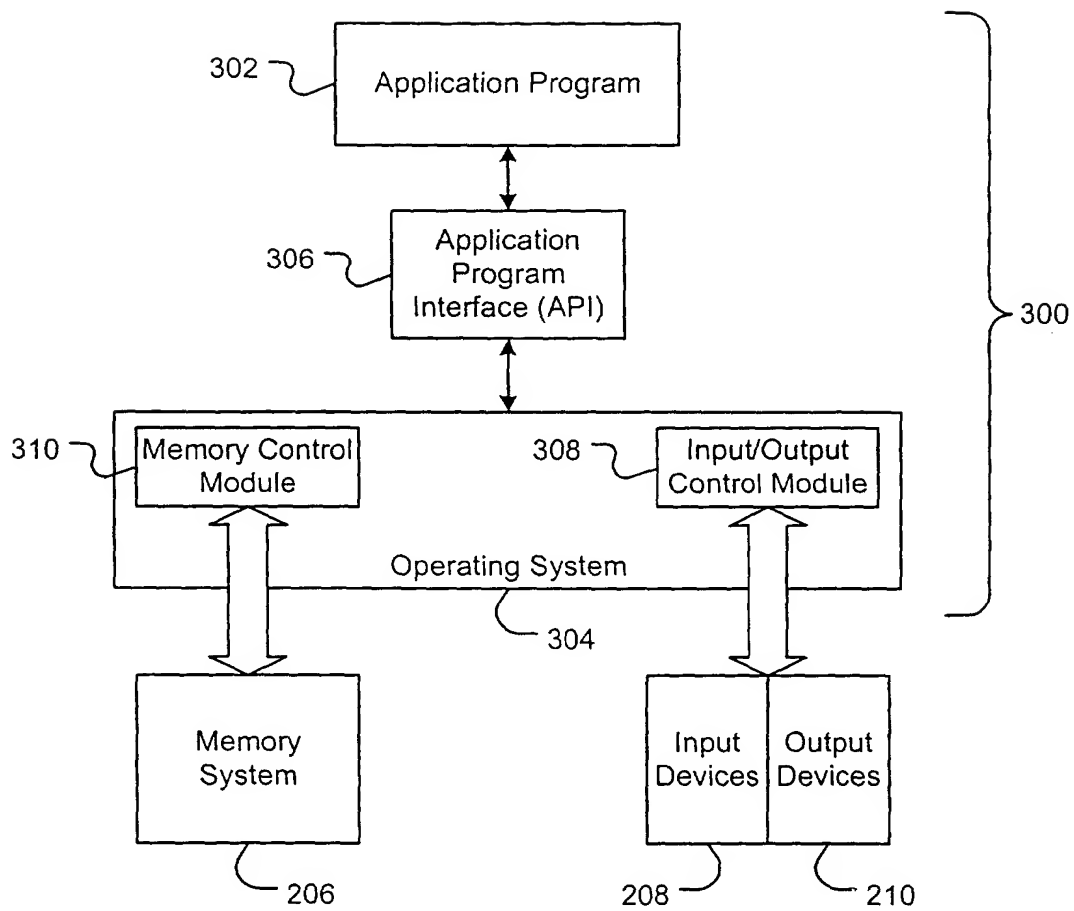 302
Application Program
306
Application
Program
Interface (API)
300
310
Memory Control
Module
308
Input/Output
Control Module
Operating System
304
Memory
System
Input
Devices
Output
Devices
206
208
210